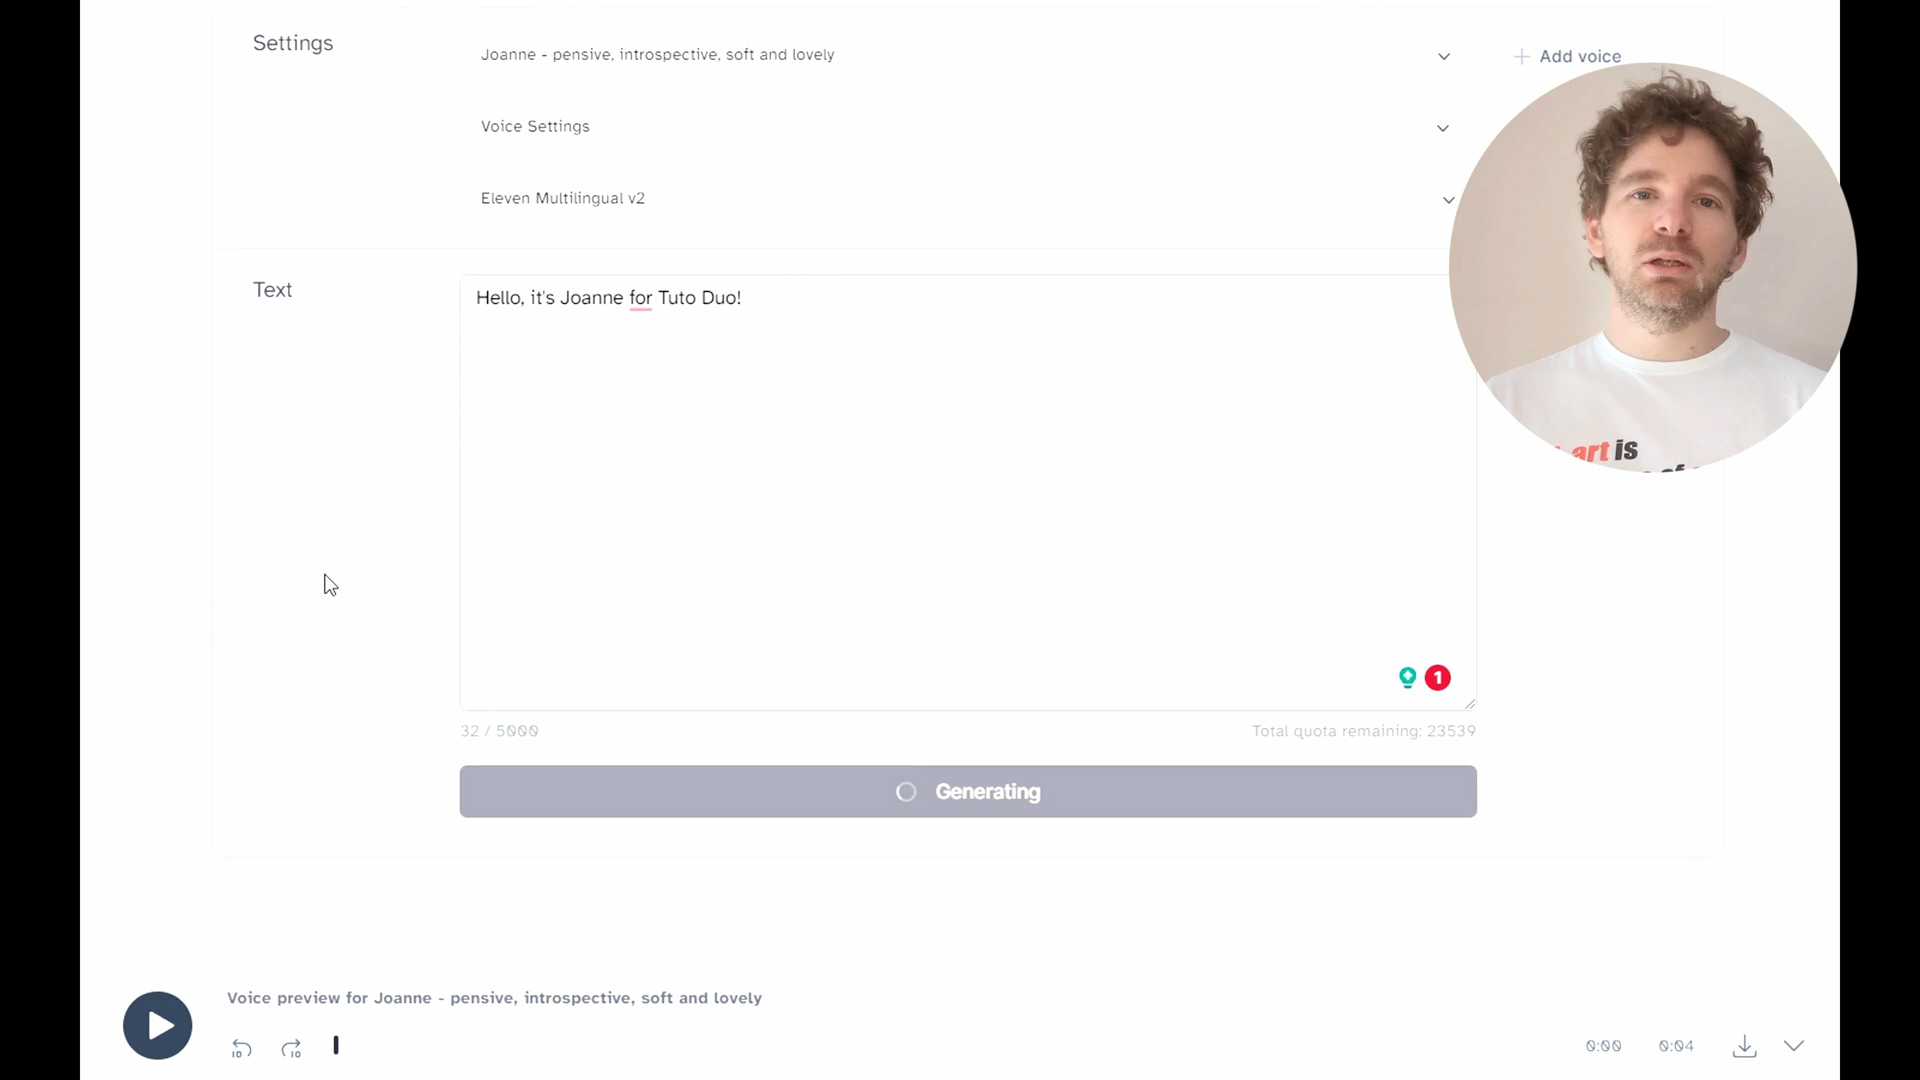 Settings
Joanne - pensive, introspective, soft and lovely
Add voice
Voice Settings
Eleven Multilingual v2
Text
Hello, it's Joanne for Tuto Duo!
art is
1
32 / 5000
Total quota remaining: 23539
Generating
Voice preview for Joanne - pensive, introspective, soft and lovely
10
10
0:00
0:04